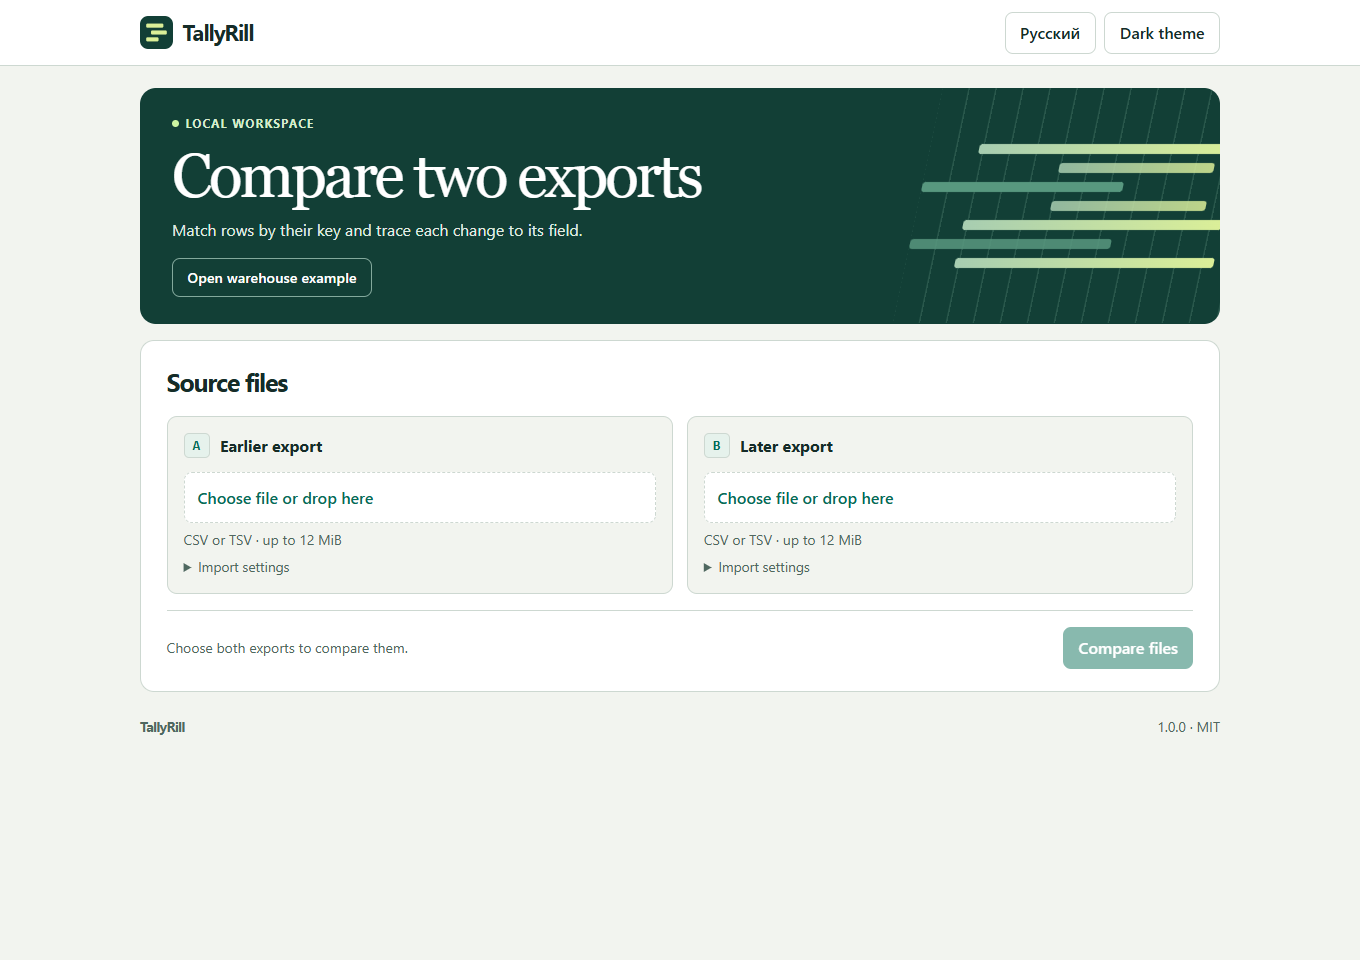 TallyRill
Русский
Dark theme
LOCAL WORKSPACE
Compare two exports
Match rows by their key and trace each change to its field.
Open warehouse example
Source files
A
Earlier export
Choose file or drop here
CSV or TSV · up to 12 MiB
Import settings
B
Later export
Choose file or drop here
CSV or TSV · up to 12 MiB
Import settings
Choose both exports to compare them.
Compare files
TallyRill
1.0.0 · MIT